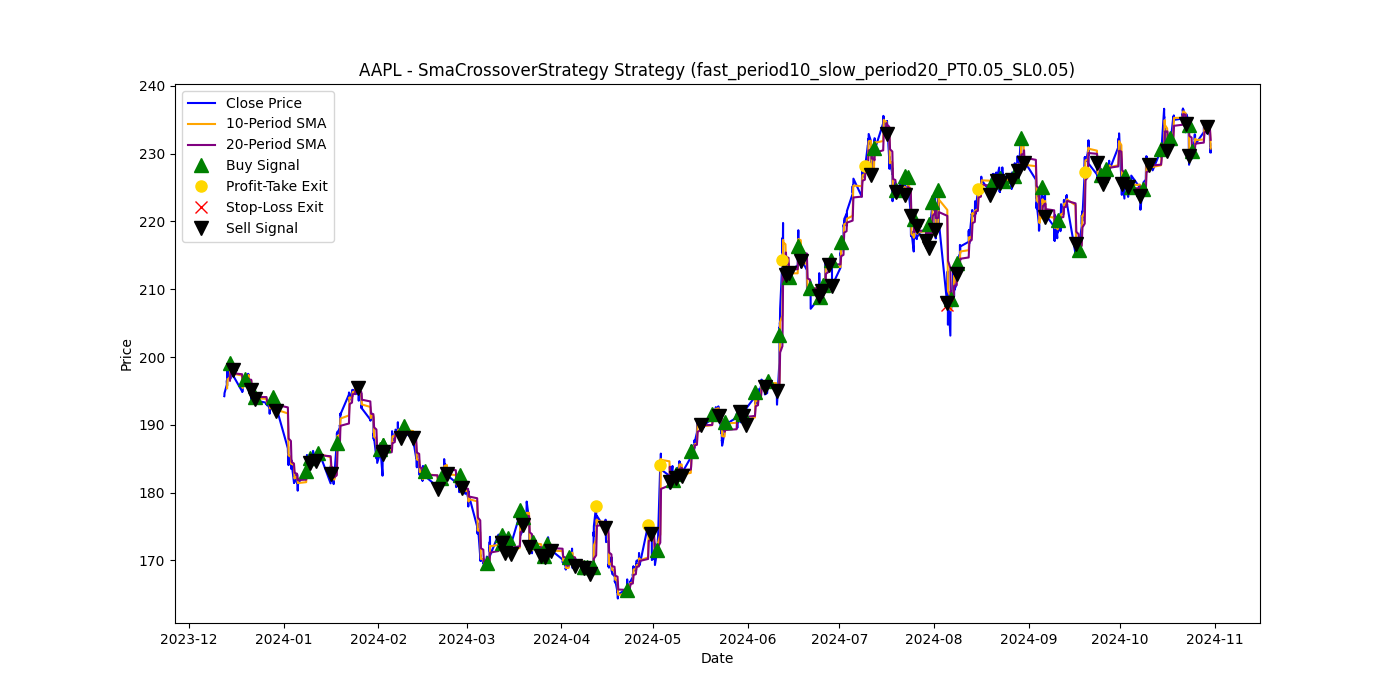 AAPL - SmaCrossoverStrategy Strategy (fast_period10_slow_period20_PT0.05_SL0.05)
Close Price
10-Period SMA
20-Period SMA
Buy Signal
Profit-Take Exit
Stop-Loss Exit
Sell Signal
240
230
220
210
200
190
180
170
Price
2023-12 2024-01 2024-02 2024-03 2024-04 2024-05 2024-06 2024-07 2024-08 2024-09 2024-10 2024-11
Date